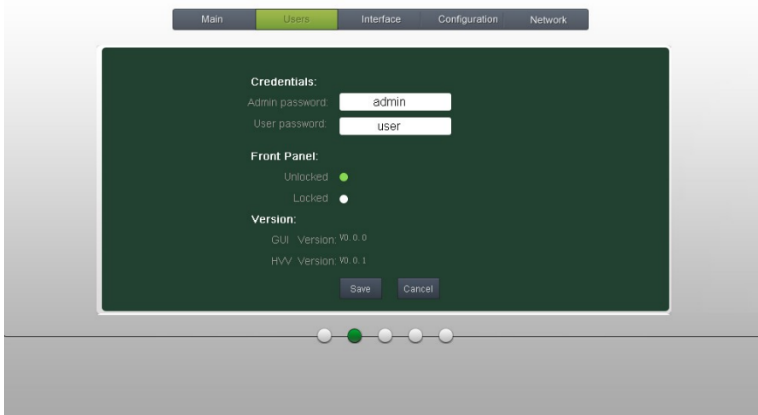 Main Users Interface Configuration Network
Credentials:
Admin password: admin
User password: user
Front Panel:
Unlocked
Locked
Version:
GUI Version: V0.0.0
HW Version: V0.0.1
Save Cancel